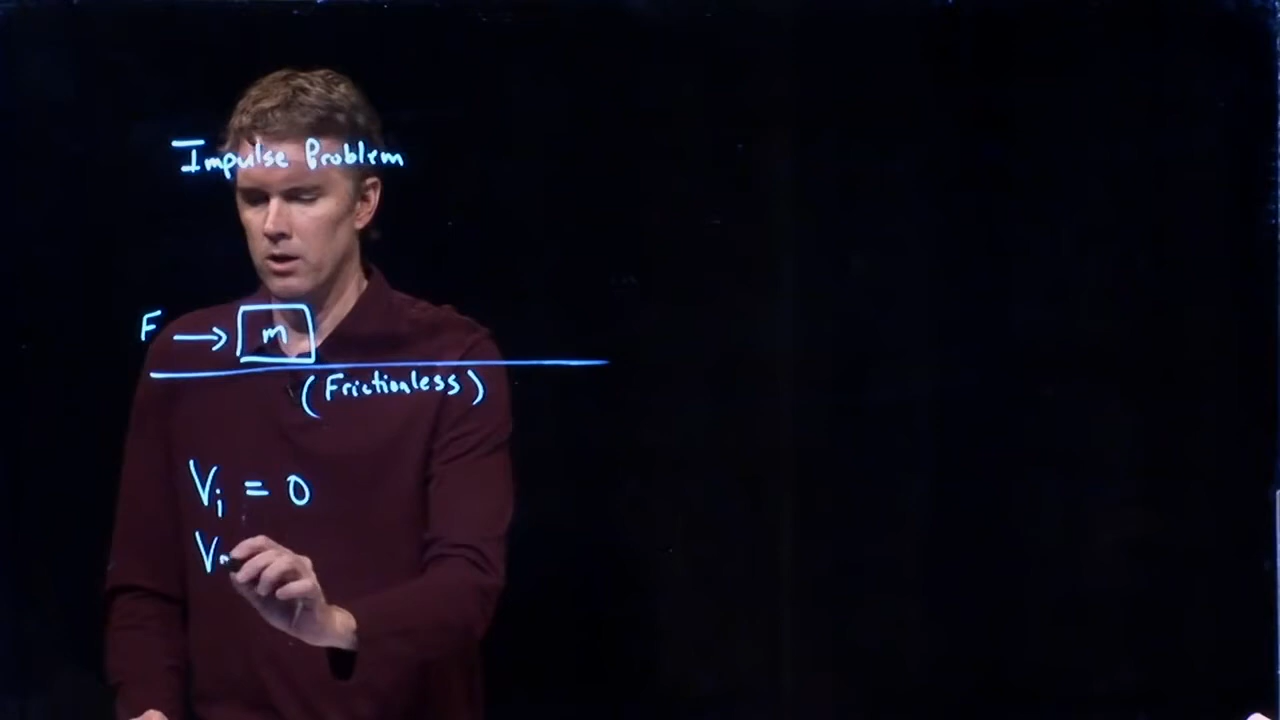 Impulse Problem
F → m
(Frictionless)
Vi = 0
V